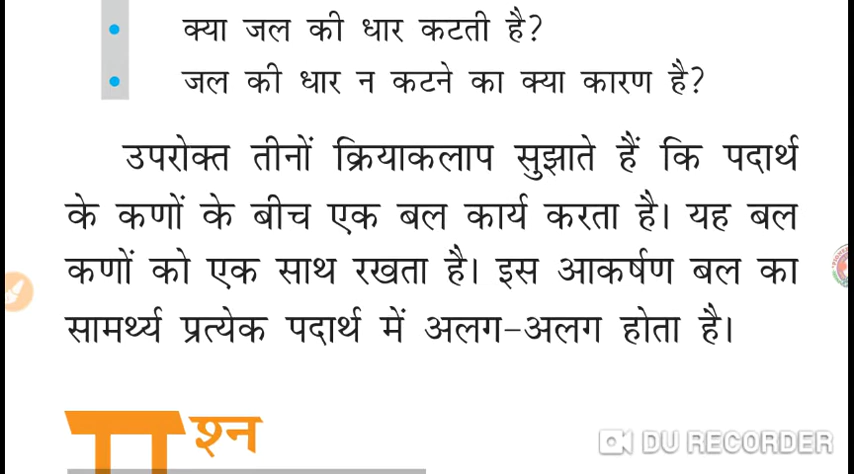 • क्या जल की धार कटती है?
• जल की धार न कटने का क्या कारण है?
उपरोक्त तीनों क्रियाकलाप सुझाते हैं कि पदार्थ
के कणों के बीच एक बल कार्य करता है। यह बल
कणों को एक साथ रखता है। इस आकर्षण बल का
सामर्थ्य प्रत्येक पदार्थ में अलग-अलग होता है।
प्रश्न
DU RECORDER